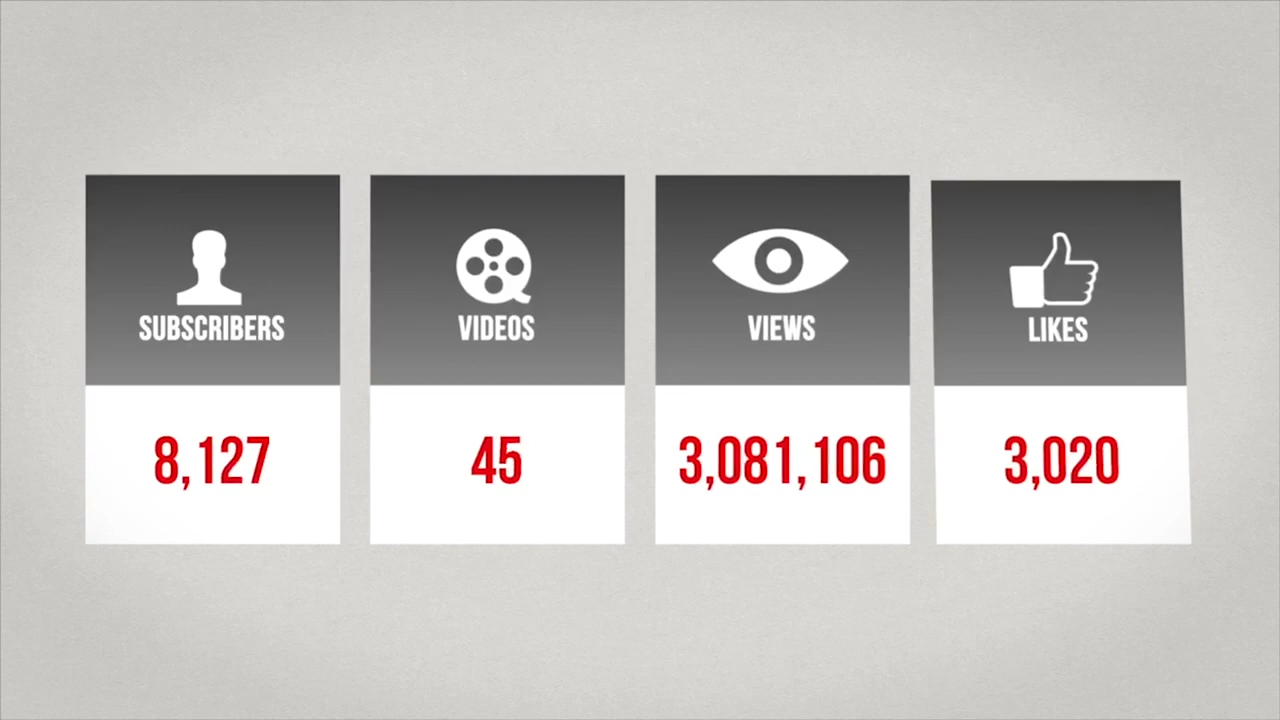 SUBSCRIBERS
8,127
VIDEOS
45
VIEWS
3,081,106
LIKES
3,020